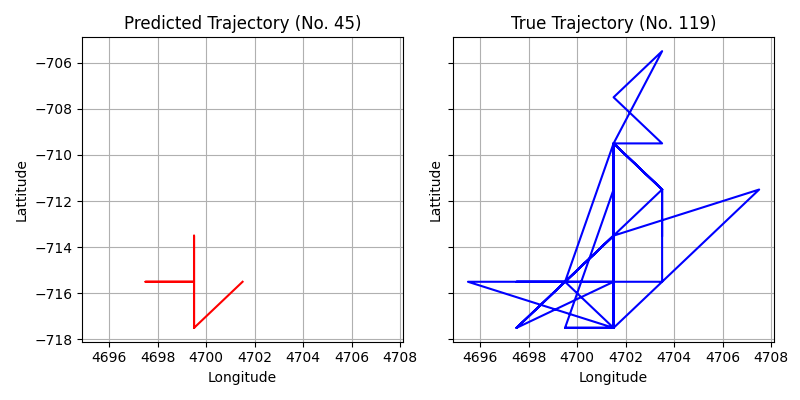 Predicted Trajectory (No. 45)
True Trajectory (No. 119)
−706
−708
−710
−712
−714
−716
−718
Lattitude
Lattitude
4696 4698 4700 4702 4704 4706 4708
4696 4698 4700 4702 4704 4706 4708
Longitude
Longitude